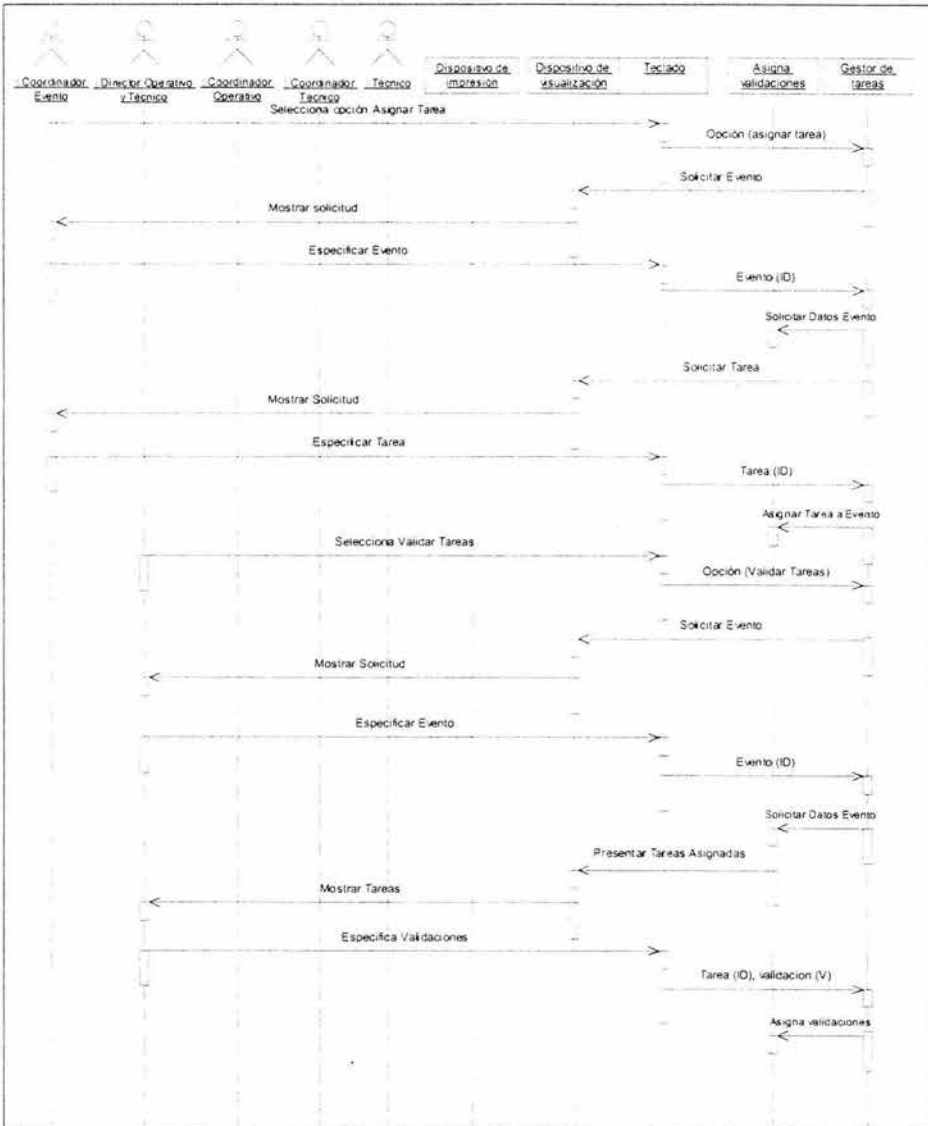 : Coordinador Evento
: Director Operativo y Técnico
: Coordinador Operativo
: Coordinador Técnico
: Técnico
Dispositivo de impresión
Dispositivo de visualización
Teclado
Asigna validaciones
Gestor de tareas
Selecciona opción Asignar Tarea
Opción (asignar tarea)
Solicitar Evento
Mostrar solicitud
Especificar Evento
Evento (ID)
Solicitar Datos Evento
Solicitar Tarea
Mostrar Solicitud
Especificar Tarea
Tarea (ID)
Asignar Tarea a Evento
Selecciona Validar Tareas
Opción (Validar Tareas)
Solicitar Evento
Mostrar Solicitud
Especificar Evento
Evento (ID)
Solicitar Datos Evento
Presentar Tareas Asignadas
Mostrar Tareas
Especifica Validaciones
Tarea (ID), validacion (V)
Asigna validaciones